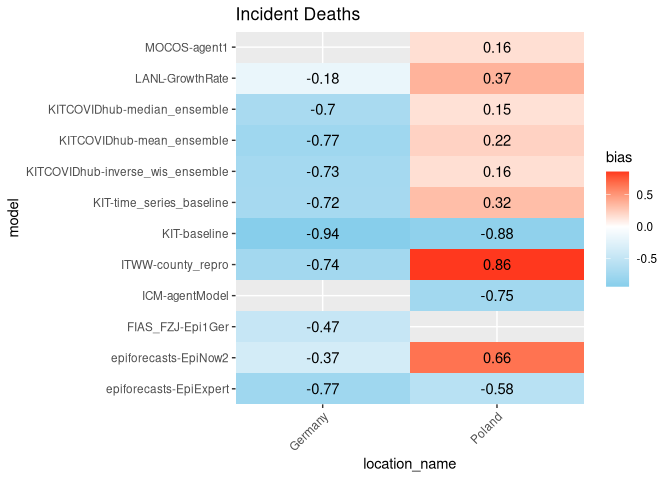 Incident Deaths
MOCOS-agent1 0.16
LANL-GrowthRate -0.18 0.37
KITCOVIDhub-median_ensemble -0.7 0.15
KITCOVIDhub-mean_ensemble -0.77 0.22
KITCOVIDhub-inverse_wis_ensemble -0.73 0.16
KIT-time_series_baseline -0.72 0.32
KIT-baseline -0.94 -0.88
ITWW-county_repro -0.74 0.86
ICM-agentModel -0.75
FIAS_FZJ-Epi1Ger -0.47
epiforecasts-EpiNow2 -0.37 0.66
epiforecasts-EpiExpert -0.77 -0.58
Germany Poland
location_name
model
bias
0.5
0.0
-0.5